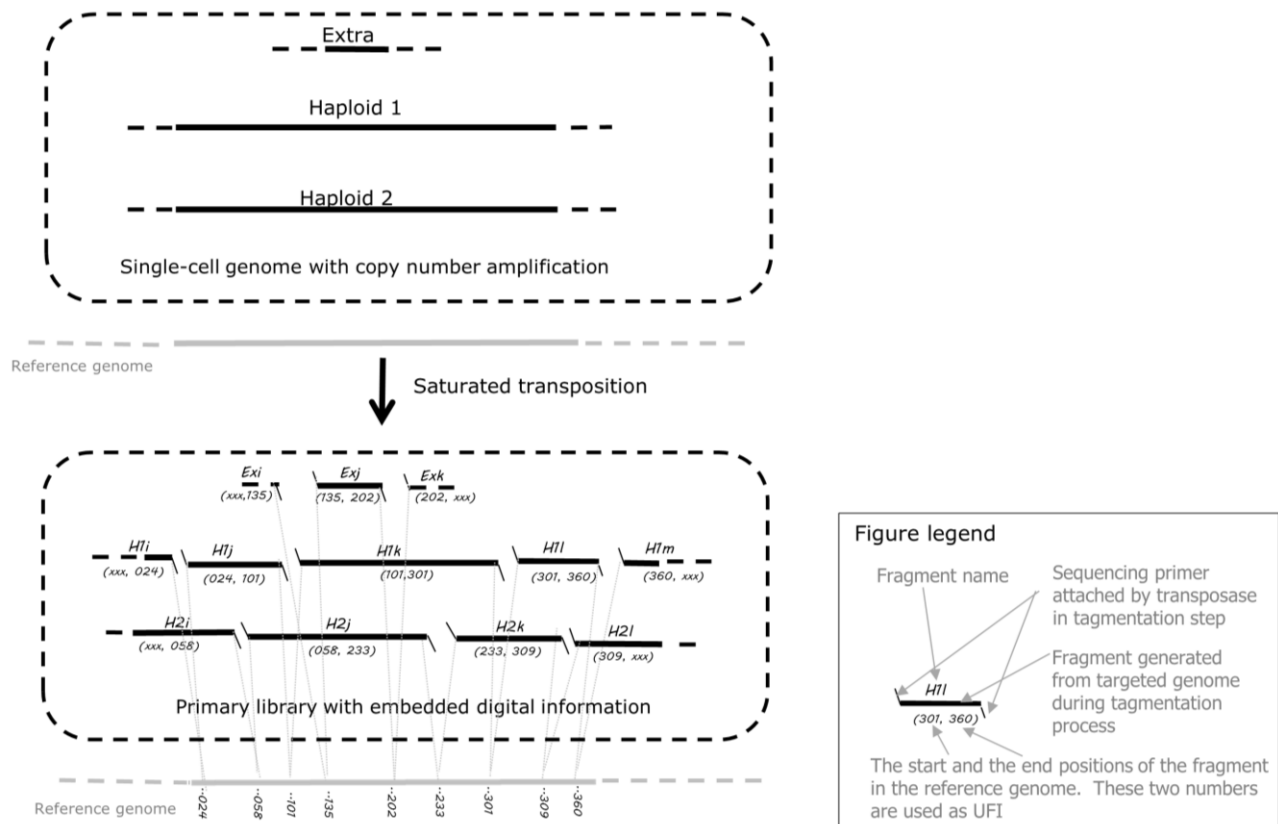 Extra
Haploid 1
Haploid 2
Single-cell genome with copy number amplification
Reference genome
Saturated transposition
Exi
Exj
Exk
(xxx,135)
(135, 202)
(202, xxx)
H1i
H1j
H1k
H1l
H1m
(xxx, 024)
(024, 101)
(101,301)
(301, 360)
(360, xxx)
H2i
H2j
H2k
H2l
(xxx, 058)
(058, 233)
(233, 309)
(309, xxx)
Primary library with embedded digital information
Reference genome
··024
··058
··101
··135
··202
··233
··301
··309
··360
Figure legend
Fragment name
Sequencing primer
attached by transposase
in tagmentation step
Fragment generated
from targeted genome
during tagmentation
process
H1l
(301, 360)
The start and the end positions of the fragment
in the reference genome.  These two numbers
are used as UFI